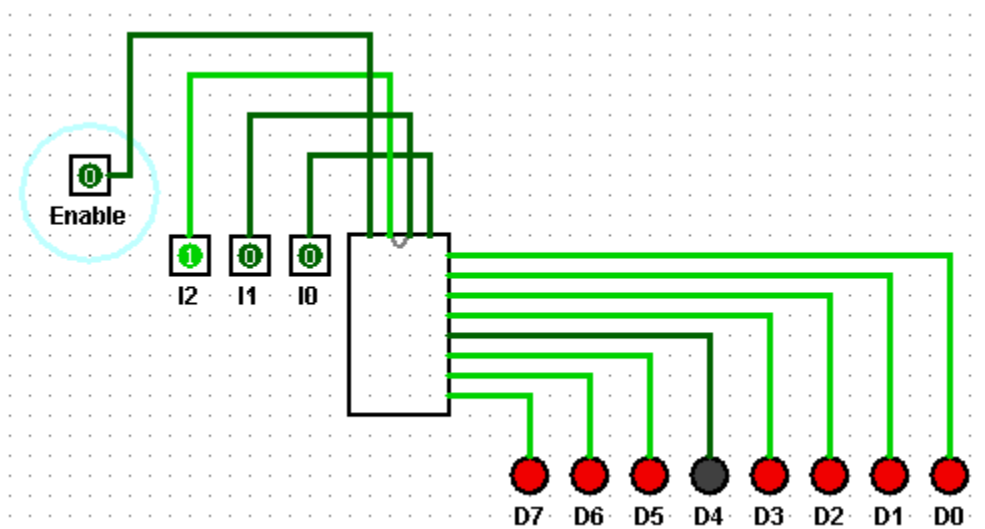 0
Enable
1 0 0
I2 I1 I0
D7 D6 D5 D4 D3 D2 D1 D0